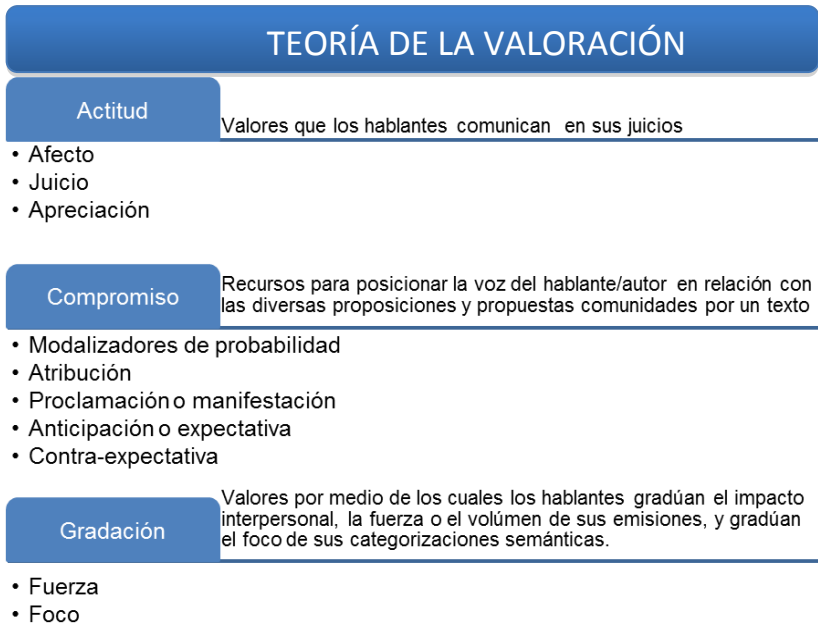 TEORÍA DE LA VALORACIÓN
Actitud
Valores que los hablantes comunican en sus juicios
• Afecto
• Juicio
• Apreciación
Compromiso
Recursos para posicionar la voz del hablante/autor en relación con
las diversas proposiciones y propuestas comunidades por un texto
• Modalizadores de probabilidad
• Atribución
• Proclamación o manifestación
• Anticipación o expectativa
• Contra-expectativa
Gradación
Valores por medio de los cuales los hablantes gradúan el impacto
interpersonal, la fuerza o el volúmen de sus emisiones, y gradúan
el foco de sus categorizaciones semánticas.
• Fuerza
• Foco